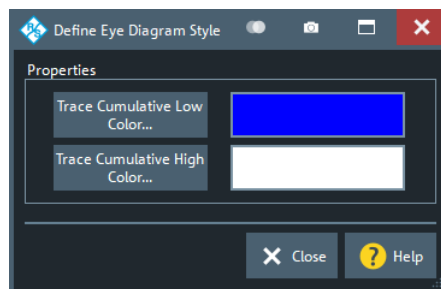 Define Eye Diagram Style
Properties
Trace Cumulative Low
Color...
Trace Cumulative High
Color...
Close
Help